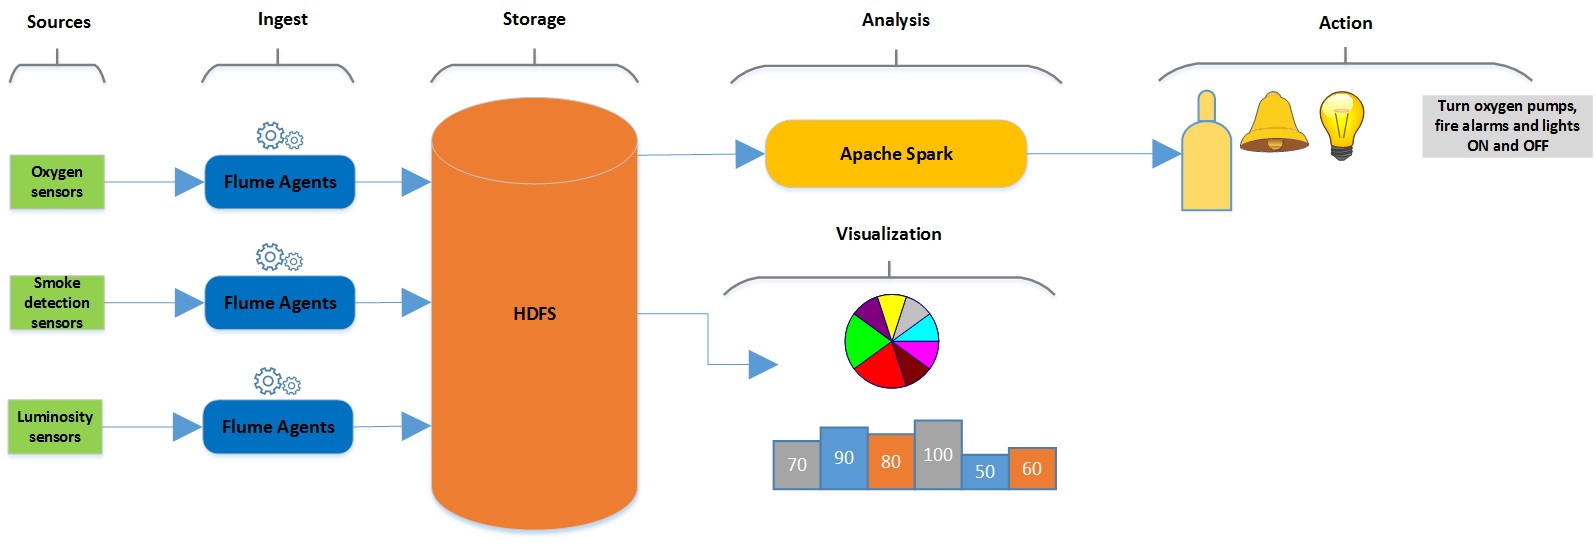 Sources
Ingest
Storage
Analysis
Action
Oxygen
sensors
Flume Agents
Apache Spark
Turn oxygen pumps,
fire alarms and lights
ON and OFF
Smoke
detection
sensors
Flume Agents
HDFS
Visualization
Luminosity
sensors
Flume Agents
70
90
80
100
50
60